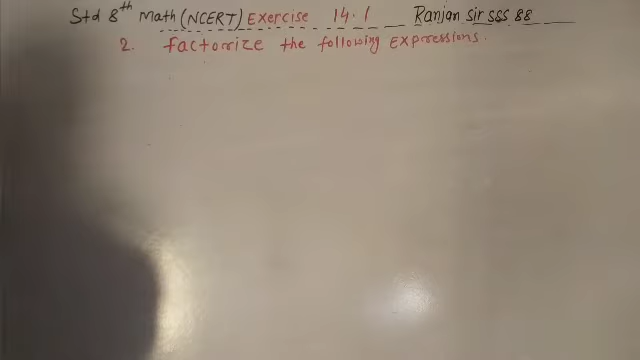 Std 8th Math (NCERT) Exercise 14.1 Ranjan sir sss 88
2. Factorize the following expressions.